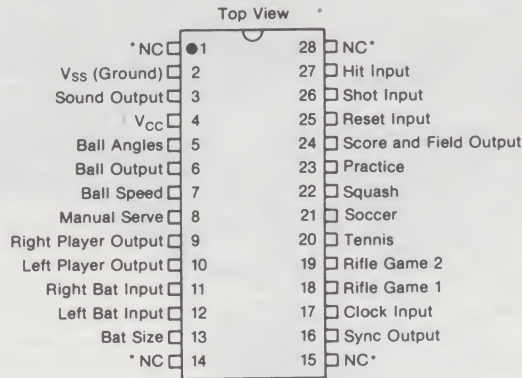 Top View
*NC 1 28 NC*
VSS (Ground) 2 27 Hit Input
Sound Output 3 26 Shot Input
VCC 4 25 Reset Input
Ball Angles 5 24 Score and Field Output
Ball Output 6 23 Practice
Ball Speed 7 22 Squash
Manual Serve 8 21 Soccer
Right Player Output 9 20 Tennis
Left Player Output 10 19 Rifle Game 2
Right Bat Input 11 18 Rifle Game 1
Left Bat Input 12 17 Clock Input
Bat Size 13 16 Sync Output
*NC 14 15 NC*